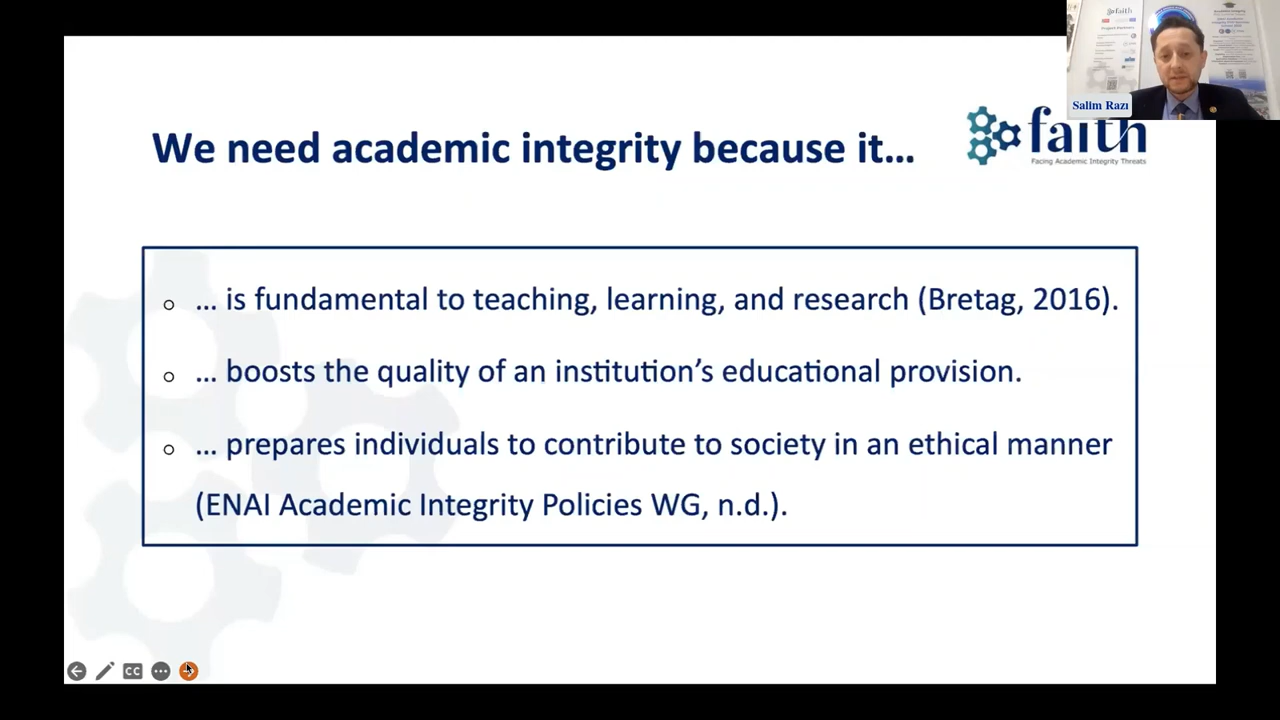 faith
Salim Razı
We need academic integrity because it...
faith
Facing Academic Integrity Threats
... is fundamental to teaching, learning, and research (Bretag, 2016).
... boosts the quality of an institution’s educational provision.
... prepares individuals to contribute to society in an ethical manner
(ENAI Academic Integrity Policies WG, n.d.).
CC